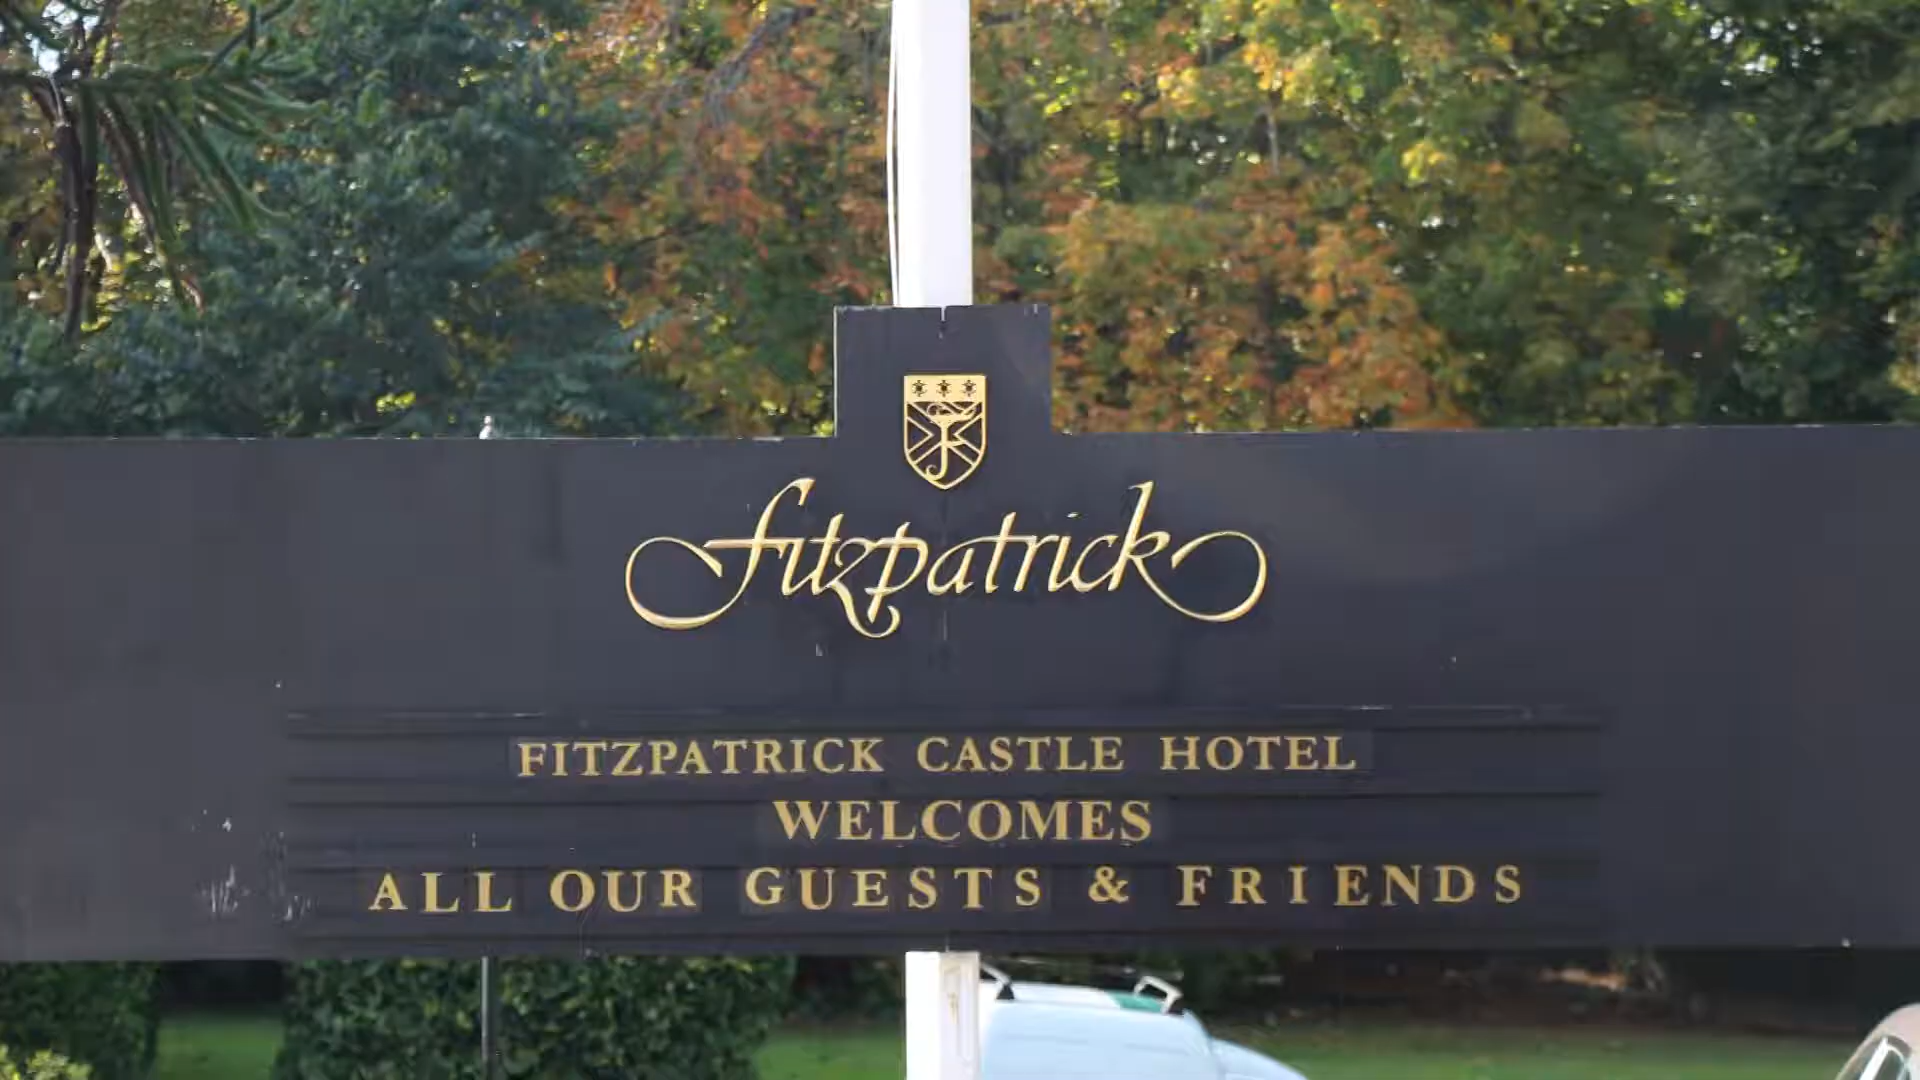 fitzpatrick
FITZPATRICK CASTLE HOTEL
WELCOMES
ALL OUR GUESTS & FRIENDS